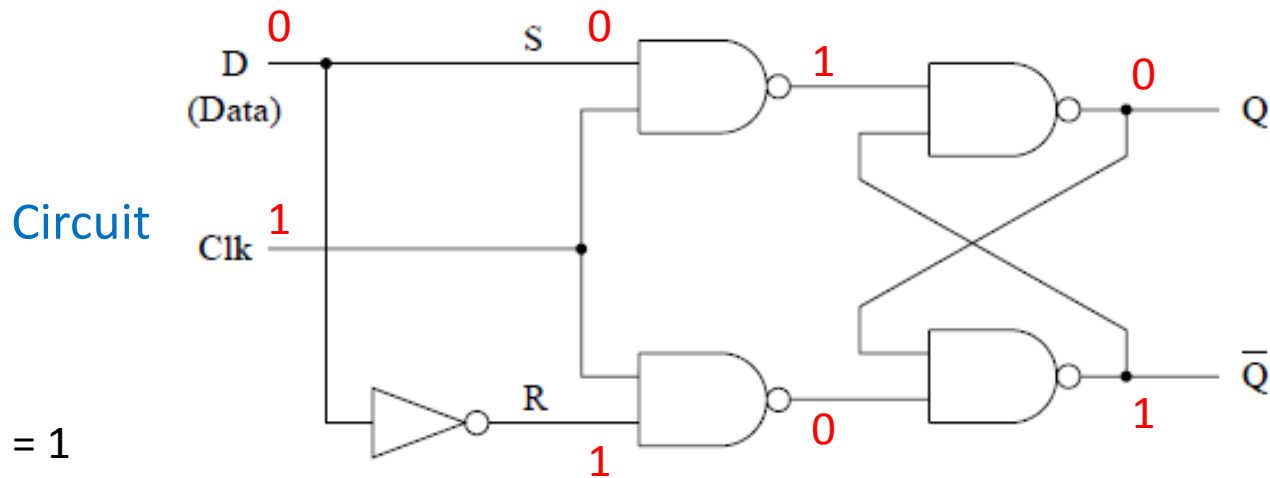 0 S 0
D 1 0
(Data) Q
Circuit 1
Clk
Q̅
R 0 1
= 1 1